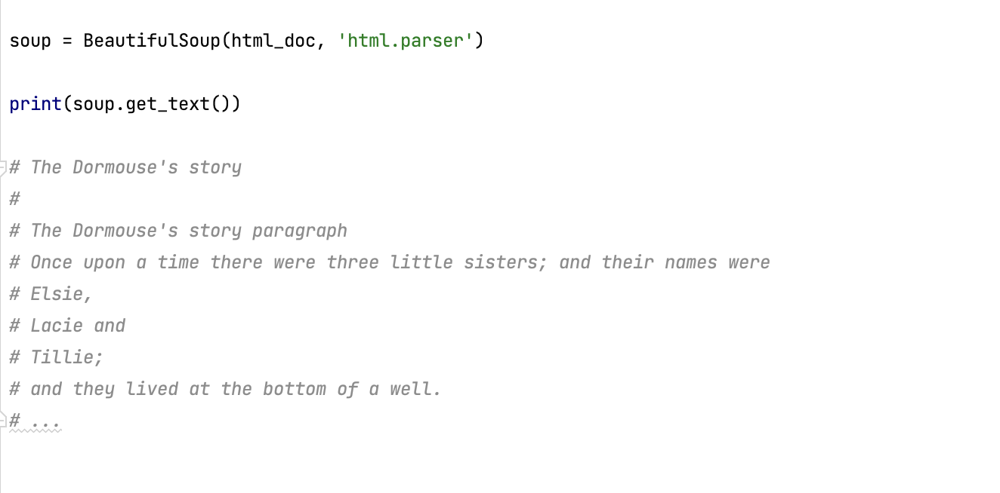 soup = BeautifulSoup(html_doc, 'html.parser')
print(soup.get_text())
# The Dormouse's story
#
# The Dormouse's story paragraph
# Once upon a time there were three little sisters; and their names were
# Elsie,
# Lacie and
# Tillie;
# and they lived at the bottom of a well.
# ...